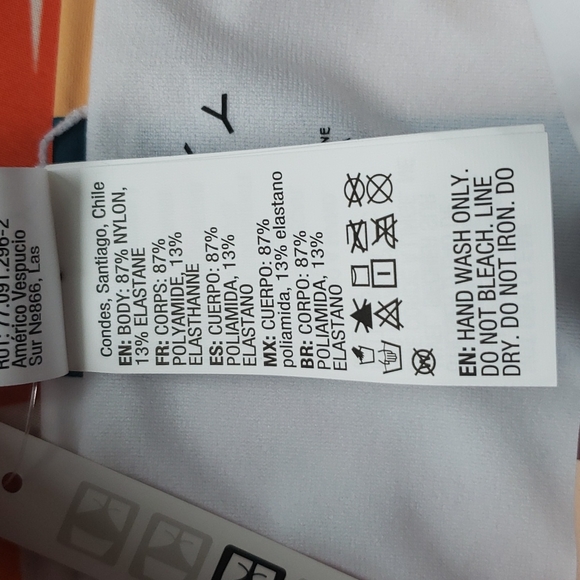 RUT: 77.091.296-2
Américo Vespucio
Sur No866, Las
Condes, Santiago, Chile
EN: BODY: 87% NYLON,
13% ELASTANE
FR: CORPS: 87%
POLYAMIDE, 13%
ELASTHANNE
ES: CUERPO: 87%
POLIAMIDA, 13%
ELASTANO
MX: CUERPO: 87%
poliamida, 13% elastano
BR: CORPO: 87%
POLIAMIDA, 13%
ELASTANO
EN: HAND WASH ONLY.
DO NOT BLEACH. LINE
DRY. DO NOT IRON. DO